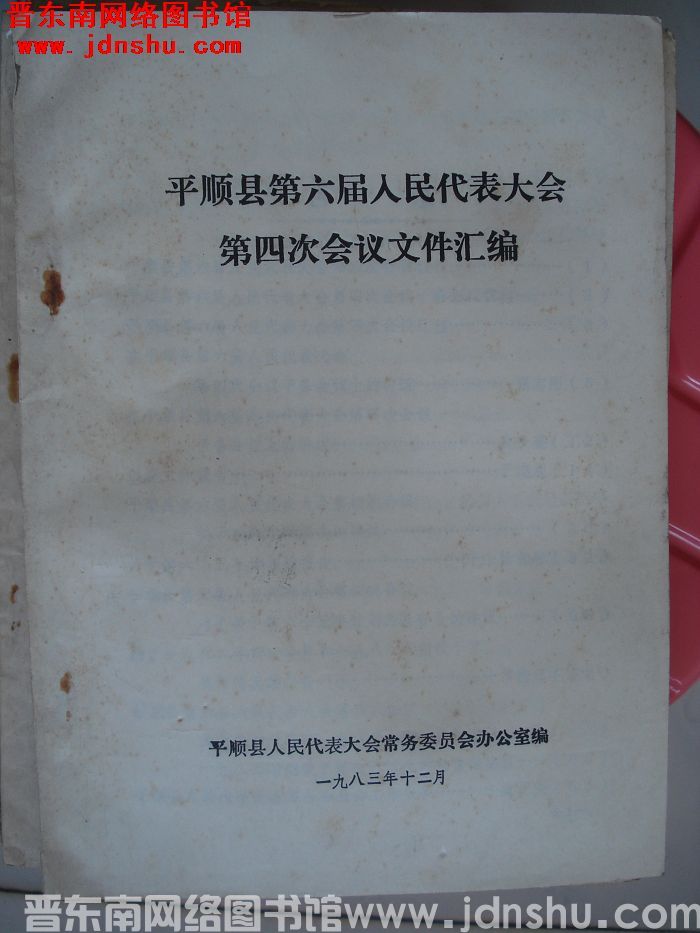 晋东南网络图书馆
www.jdnshu.com
平顺县第六届人民代表大会
第四次会议文件汇编
平顺县人民代表大会常务委员会办公室编
一九八三年十二月
晋东南网络图书馆 www.jdnshu.com